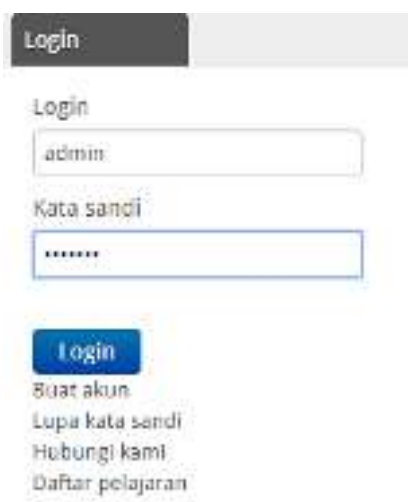 Login
Login
admin
Kata sandi
•••••••
Login
Buat akun
Lupa kata sandi
Hubungi kami
Daftar pelajaran